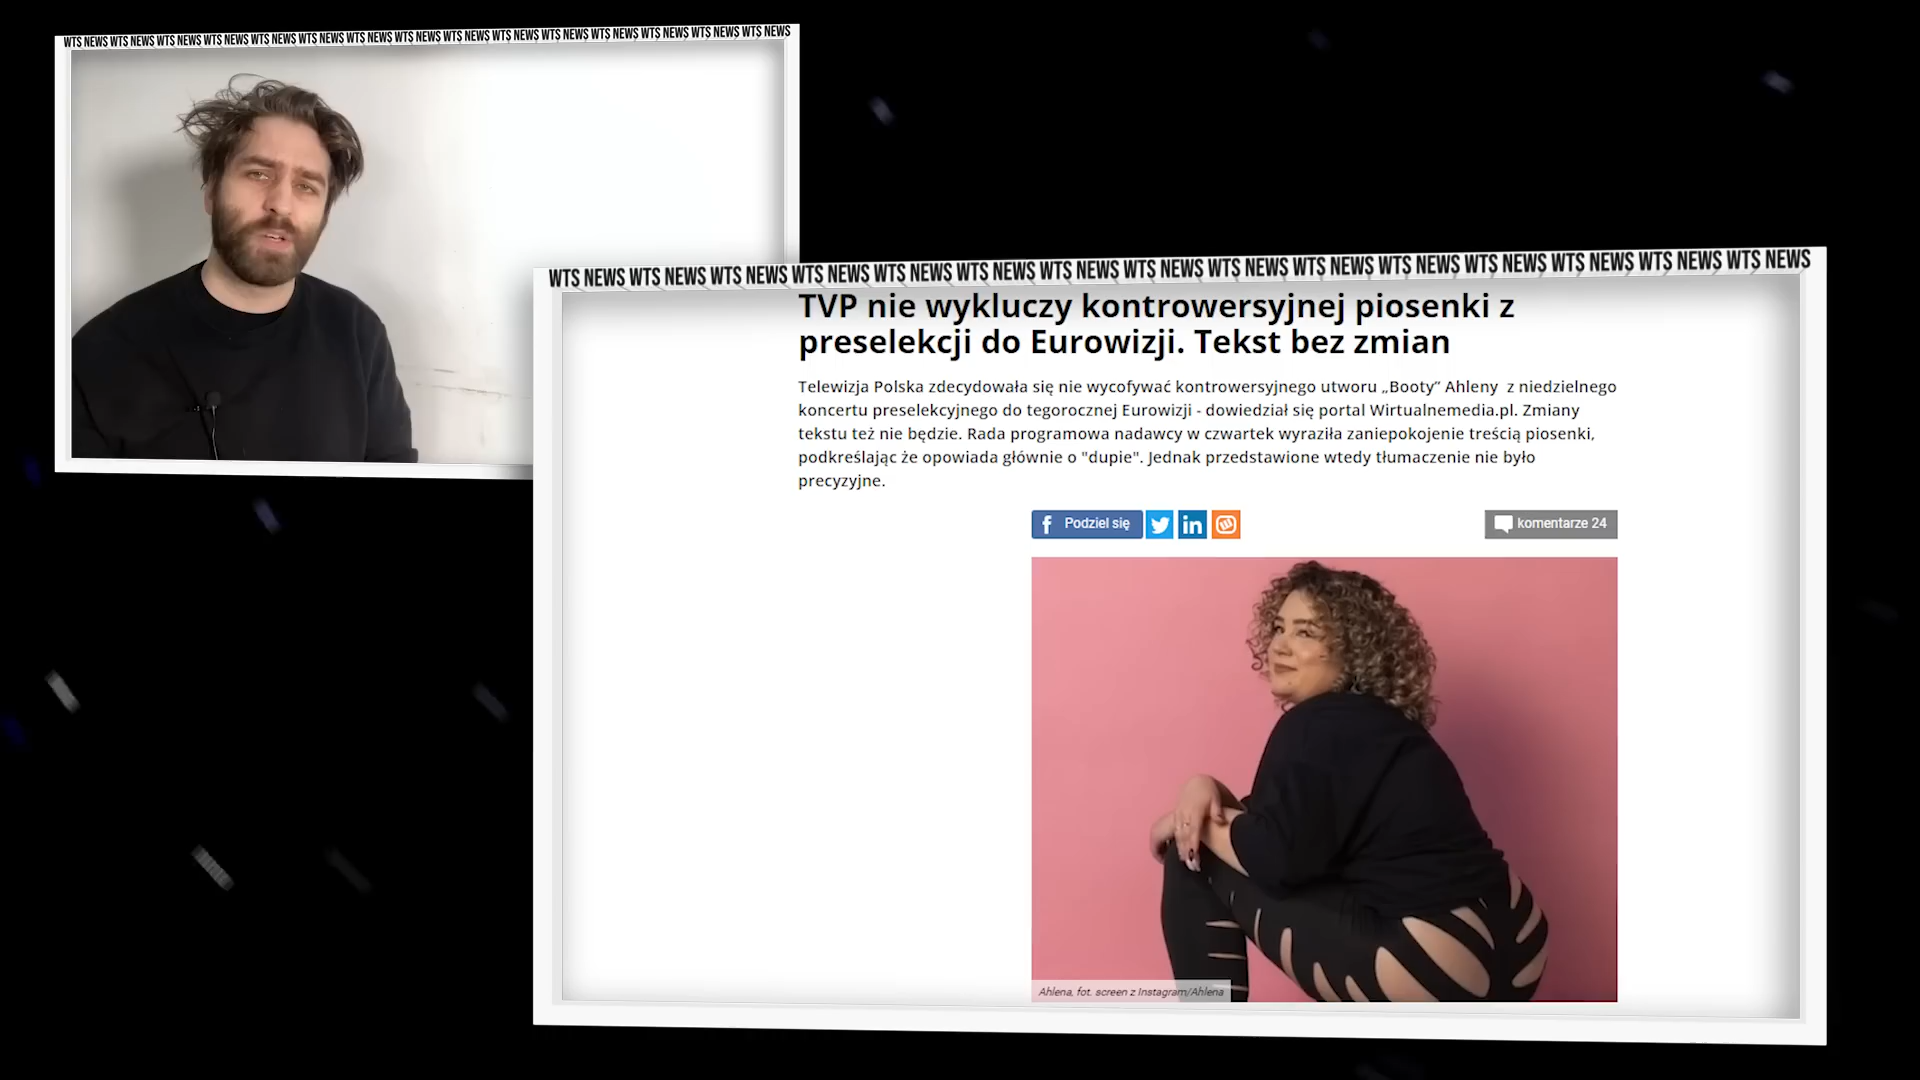 WTS NEWS WTS NEWS WTS NEWS WTS NEWS WTS NEWS WTS NEWS WTS NEWS WTS NEWS WTS NEWS WTS NEWS WTS NEWS WTS NEWS WTS NEWS WTS NEWS WTS NEWS WTS NEWS
WTS NEWS WTS NEWS WTS NEWS WTS NEWS WTS NEWS WTS NEWS WTS NEWS WTS NEWS WTS NEWS WTS NEWS WTS NEWS WTS NEWS WTS NEWS WTS NEWS WTS NEWS
TVP nie wykluczy kontrowersyjnej piosenki z
preselekcji do Eurowizji. Tekst bez zmian
Telewizja Polska zdecydowała się nie wycofywać kontrowersyjnego utworu „Booty” Ahleny z niedzielnego
koncertu preselekcyjnego do tegorocznej Eurowizji - dowiedział się portal Wirtualnemedia.pl. Zmiany
tekstu też nie będzie. Rada programowa nadawcy w czwartek wyraziła zaniepokojenie treścią piosenki,
podkreślając że opowiada głównie o "dupie". Jednak przedstawione wtedy tłumaczenie nie było
precyzyjne.
f Podziel się in komentarze 24
Ahlena, fot. screen z Instagram/Ahlena